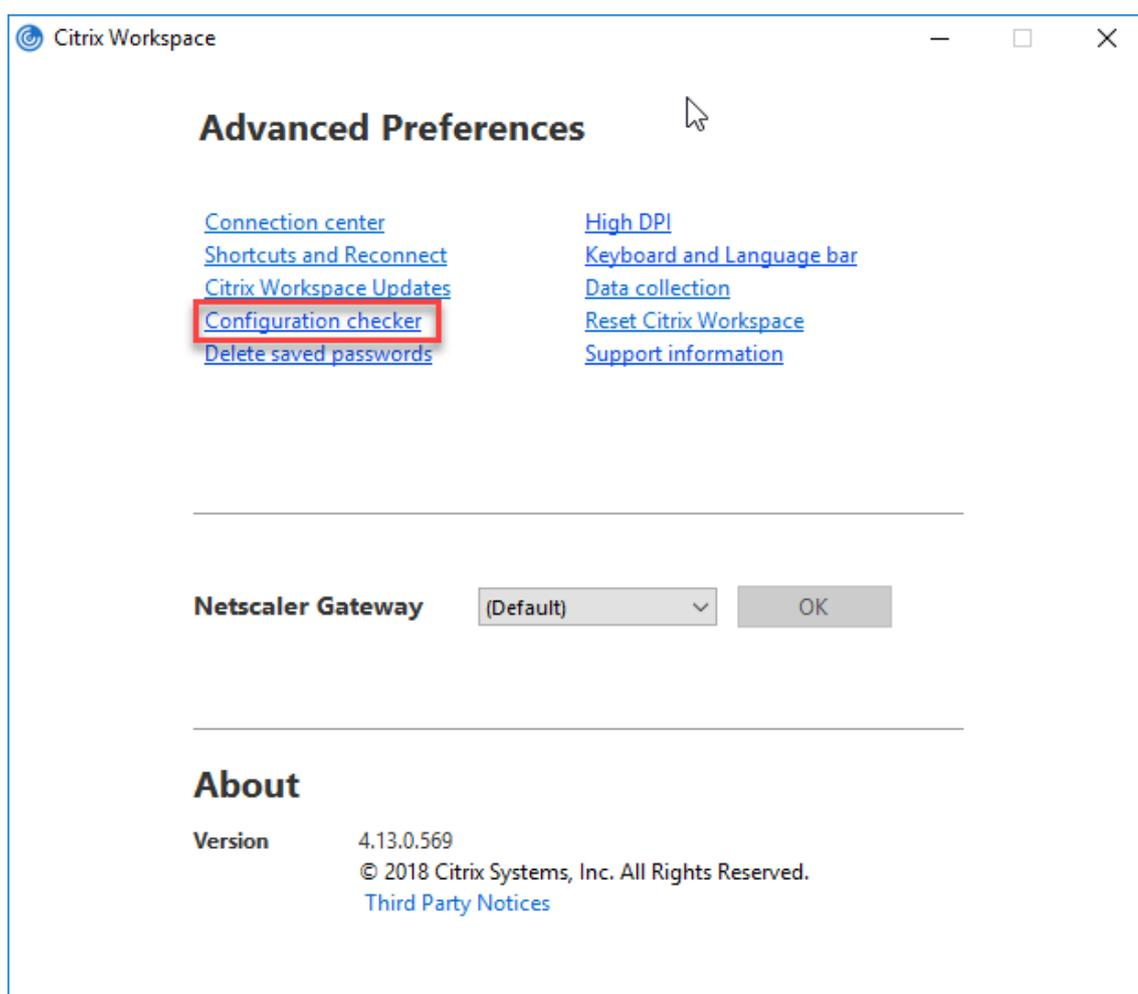 Citrix Workspace
Advanced Preferences
Connection center
Shortcuts and Reconnect
Citrix Workspace Updates
Configuration checker
Delete saved passwords
High DPI
Keyboard and Language bar
Data collection
Reset Citrix Workspace
Support information
Netscaler Gateway (Default) OK
About
Version 4.13.0.569
© 2018 Citrix Systems, Inc. All Rights Reserved.
Third Party Notices